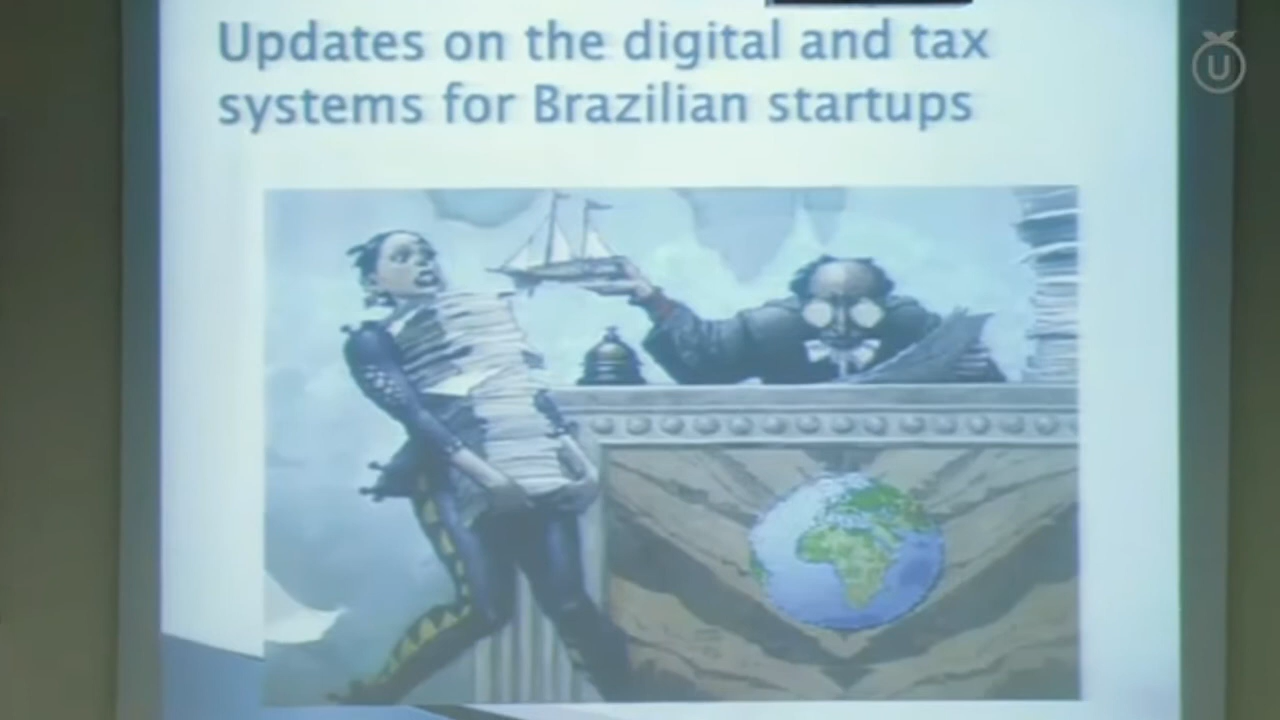 Updates on the digital and tax
systems for Brazilian startups
U